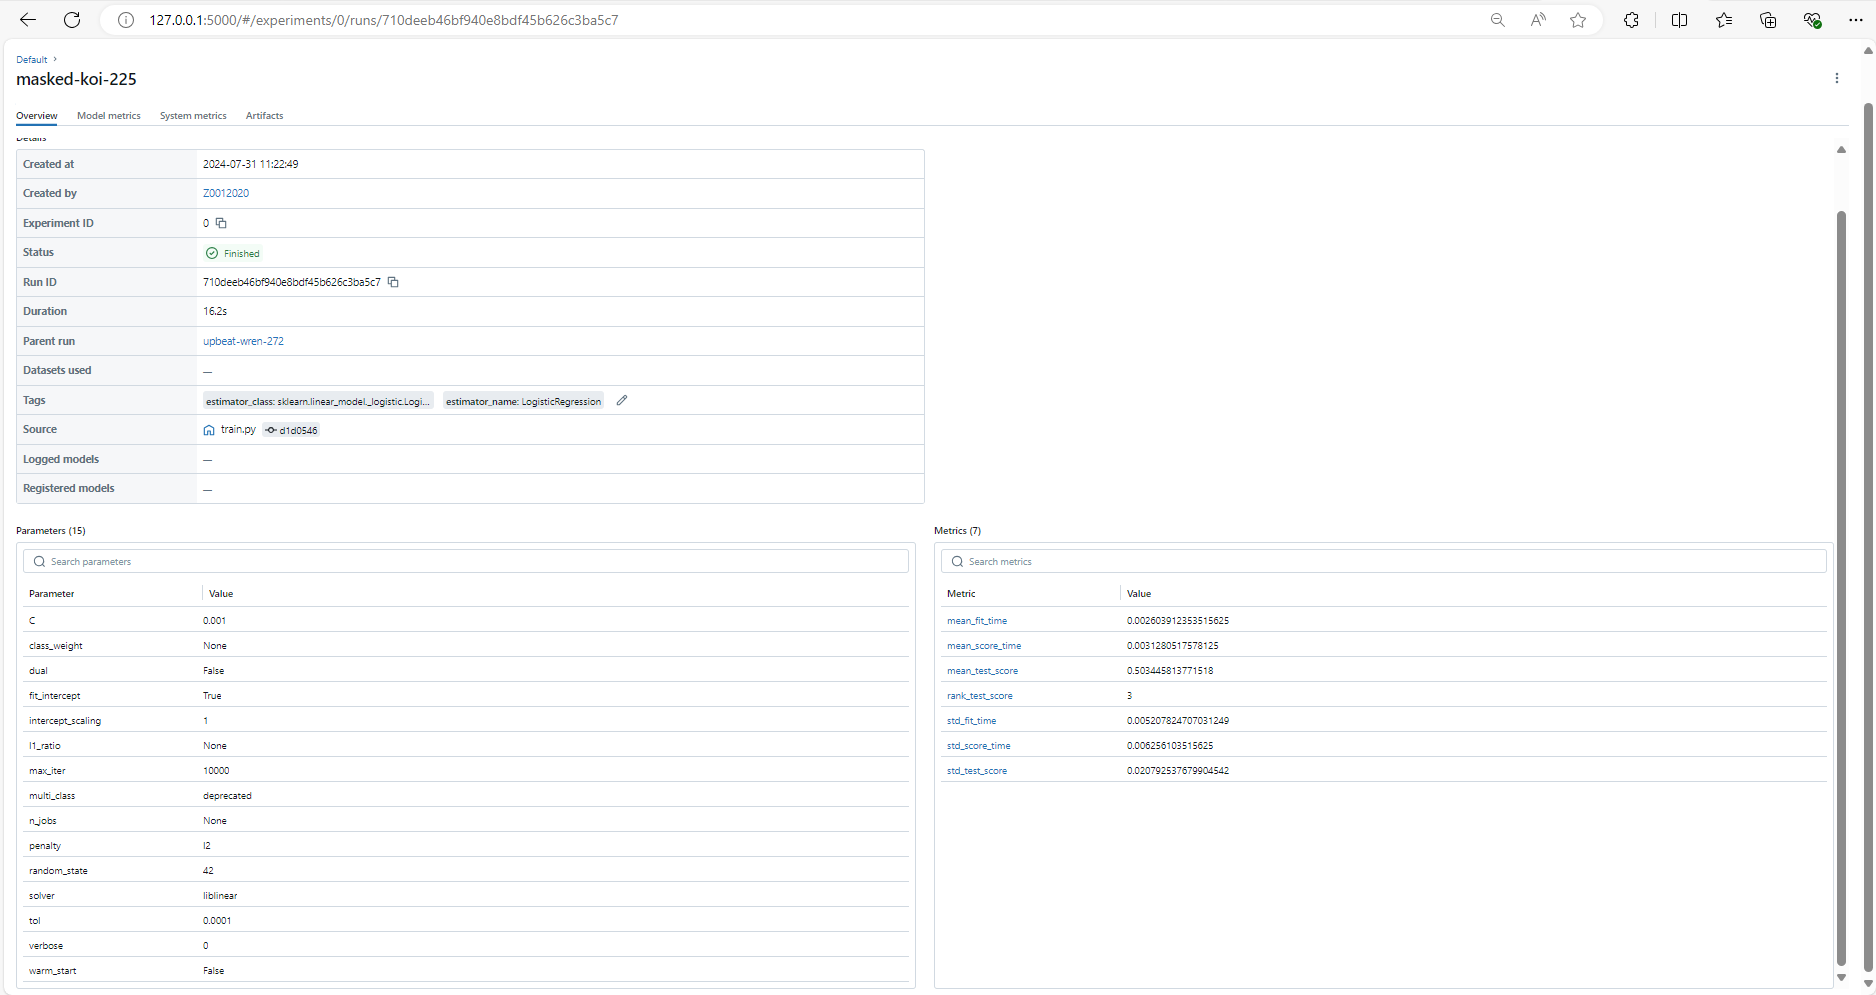 127.0.0.1:5000/#/experiments/0/runs/710deeb46bf940e8bdf45b626c3ba5c7
Default
masked-koi-225
Overview Model metrics System metrics Artifacts
Details
Created at 2024-07-31 11:22:49
Created by Z0012020
Experiment ID 0
Status Finished
Run ID 710deeb46bf940e8bdf45b626c3ba5c7
Duration 16.2s
Parent run upbeat-wren-272
Datasets used —
Tags estimator_class: sklearn.linear_model._logistic.Logi... estimator_name: LogisticRegression
Source train.py d1d0546
Logged models —
Registered models —
Parameters (15)
Search parameters
Parameter Value
C 0.001
class_weight None
dual False
fit_intercept True
intercept_scaling 1
l1_ratio None
max_iter 10000
multi_class deprecated
n_jobs None
penalty l2
random_state 42
solver liblinear
tol 0.0001
verbose 0
warm_start False
Metrics (7)
Search metrics
Metric Value
mean_fit_time 0.002603912353515625
mean_score_time 0.0031280517578125
mean_test_score 0.503445813771518
rank_test_score 3
std_fit_time 0.005207824707031249
std_score_time 0.006256103515625
std_test_score 0.020792537679904542